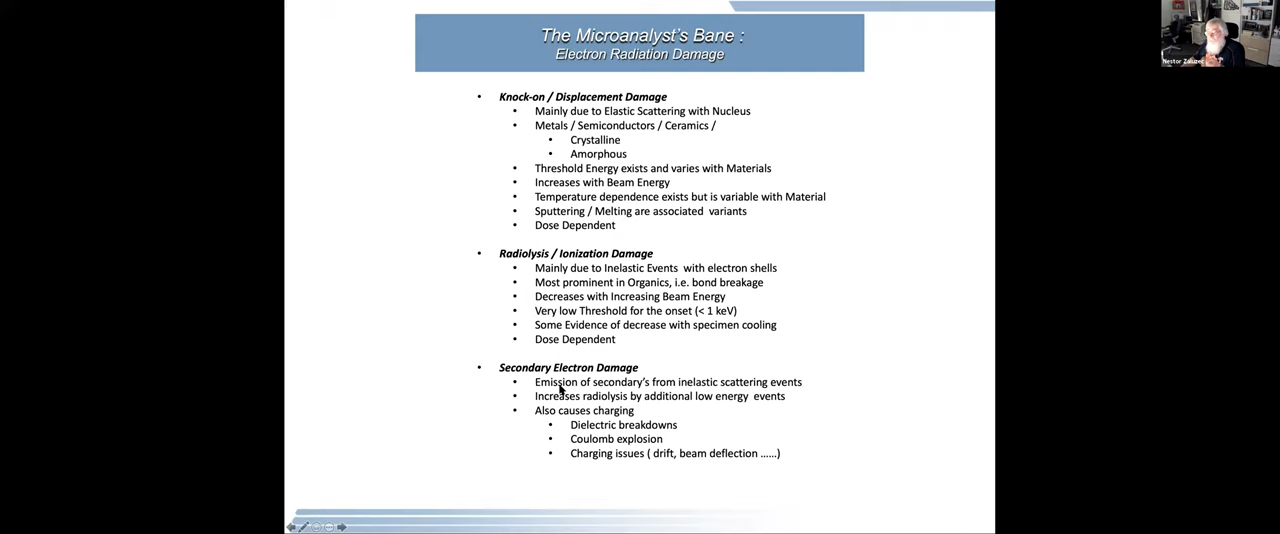 The Microanalyst's Bane :
Electron Radiation Damage
Nestor
• Knock-on / Displacement Damage
• Mainly due to Elastic Scattering with Nucleus
• Metals / Semiconductors / Ceramics /
• Crystalline
• Amorphous
• Threshold Energy exists and varies with Materials
• Increases with Beam Energy
• Temperature dependence exists but is variable with Material
• Sputtering / Melting are associated variants
• Dose Dependent
• Radiolysis / Ionization Damage
• Mainly due to Inelastic Events with electron shells
• Most prominent in Organics, i.e. bond breakage
• Decreases with Increasing Beam Energy
• Very low Threshold for the onset (< 1 keV)
• Some Evidence of decrease with specimen cooling
• Dose Dependent
• Secondary Electron Damage
• Emission of secondary's from inelastic scattering events
• Increases radiolysis by additional low energy events
• Also causes charging
• Dielectric breakdowns
• Coulomb explosion
• Charging issues ( drift, beam deflection ......)